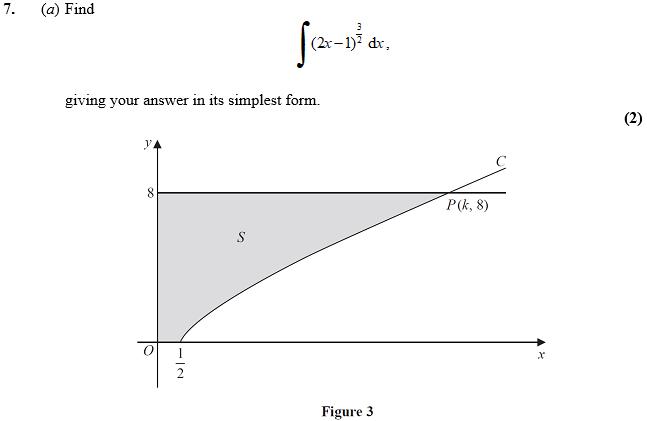 7. (a) Find
∫(2x−1)^{3/2} dx,
giving your answer in its simplest form.
(2)
y
C
8
P(k, 8)
S
O
1/2
x
Figure 3